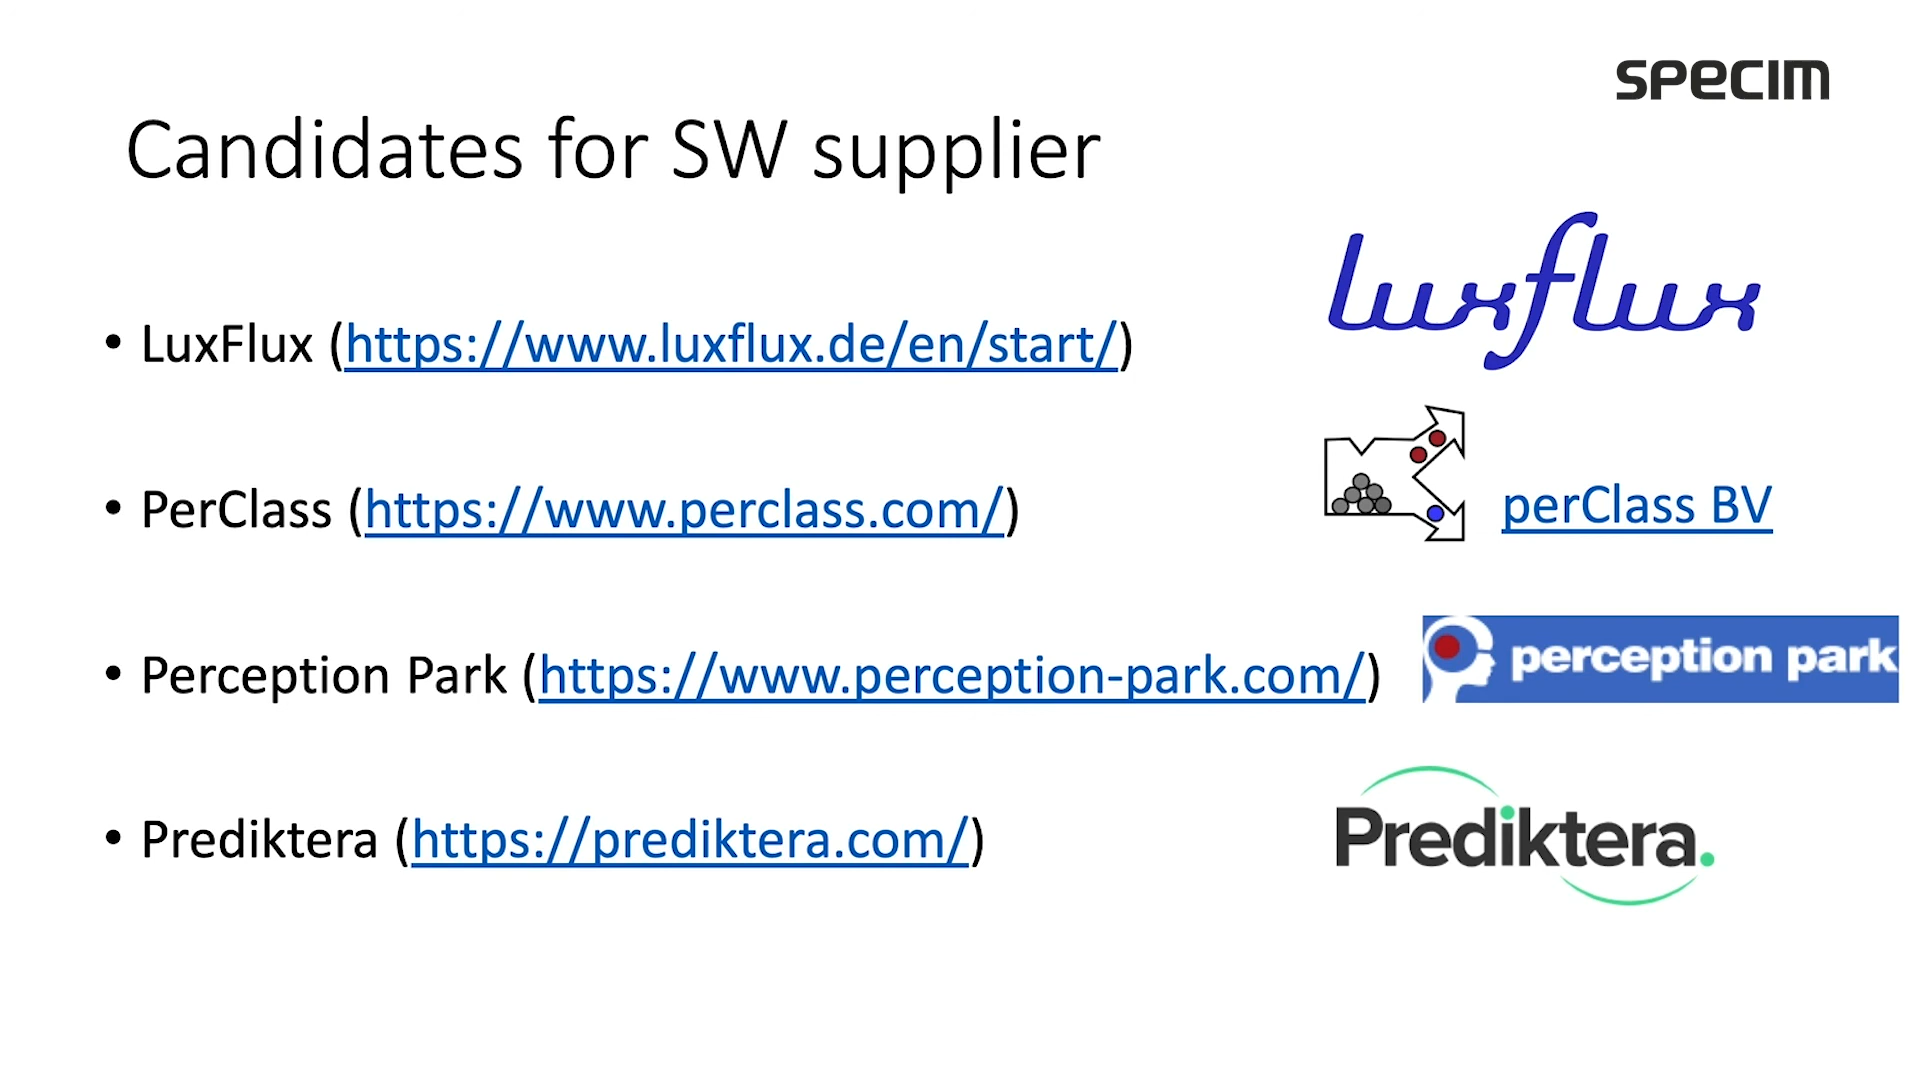 SPECIM
Candidates for SW supplier
luxflux
• LuxFlux (https://www.luxflux.de/en/start/)
• PerClass (https://www.perclass.com/)
perClass BV
• Perception Park (https://www.perception-park.com/)
perception park
• Prediktera (https://prediktera.com/)
Prediktera.